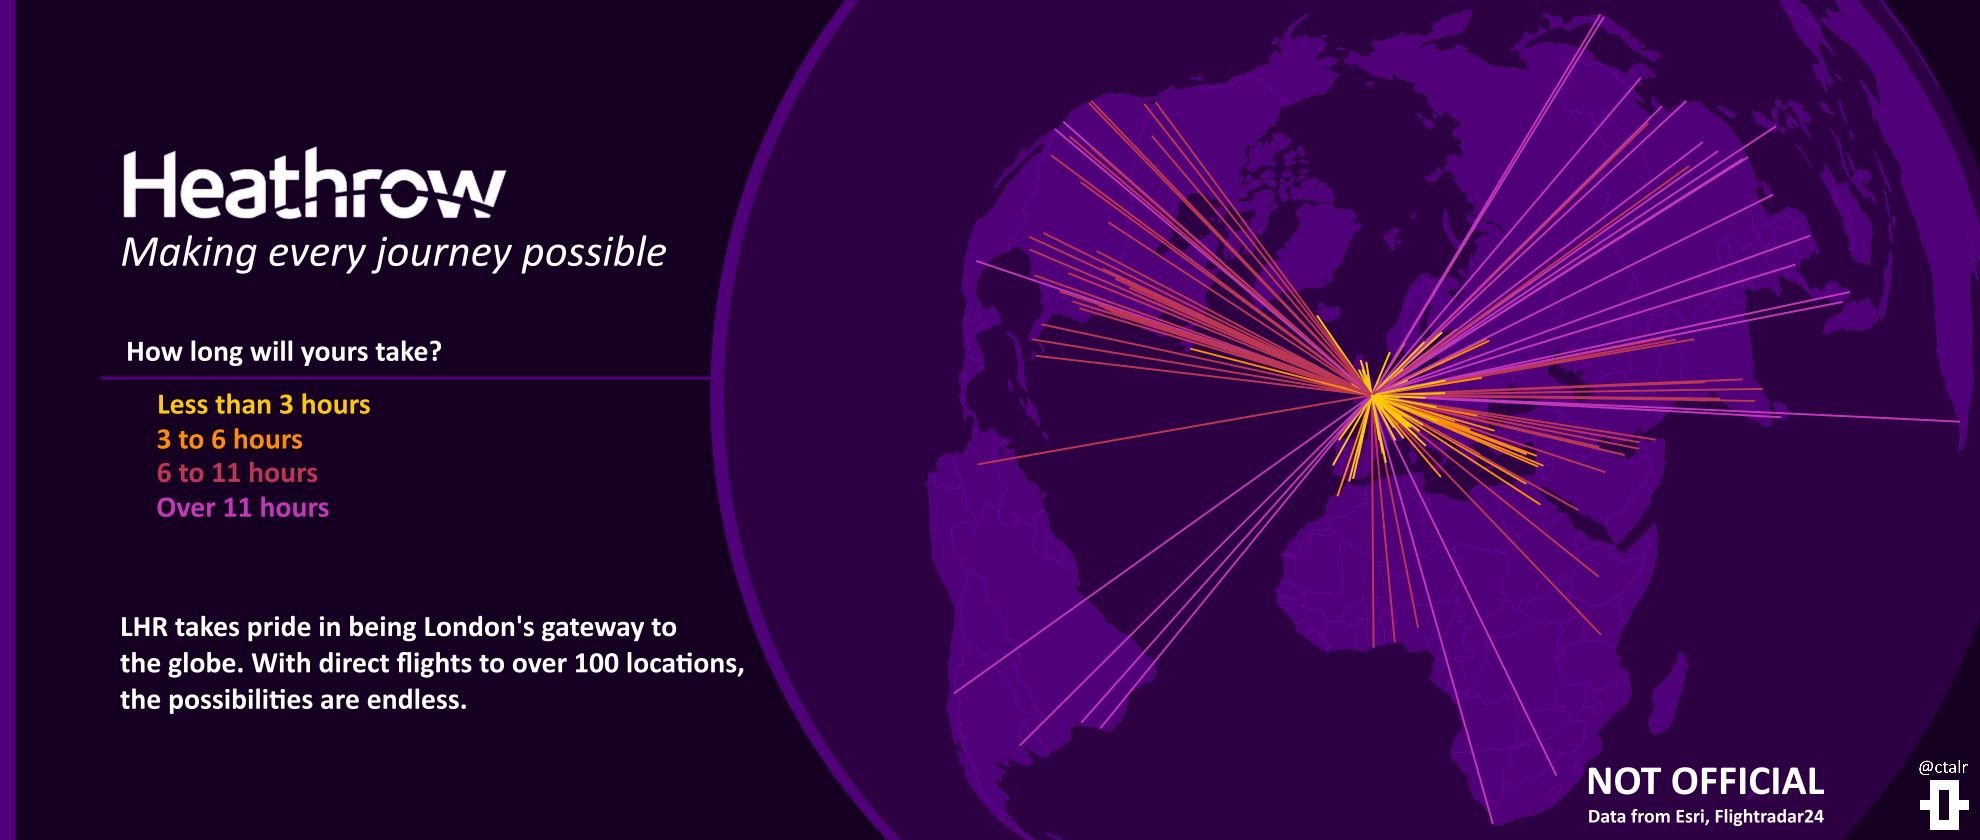 Heathrow
Making every journey possible
How long will yours take?
Less than 3 hours
3 to 6 hours
6 to 11 hours
Over 11 hours
LHR takes pride in being London's gateway to
the globe. With direct flights to over 100 locations,
the possibilities are endless.
NOT OFFICIAL
Data from Esri, Flightradar24
@ctalr